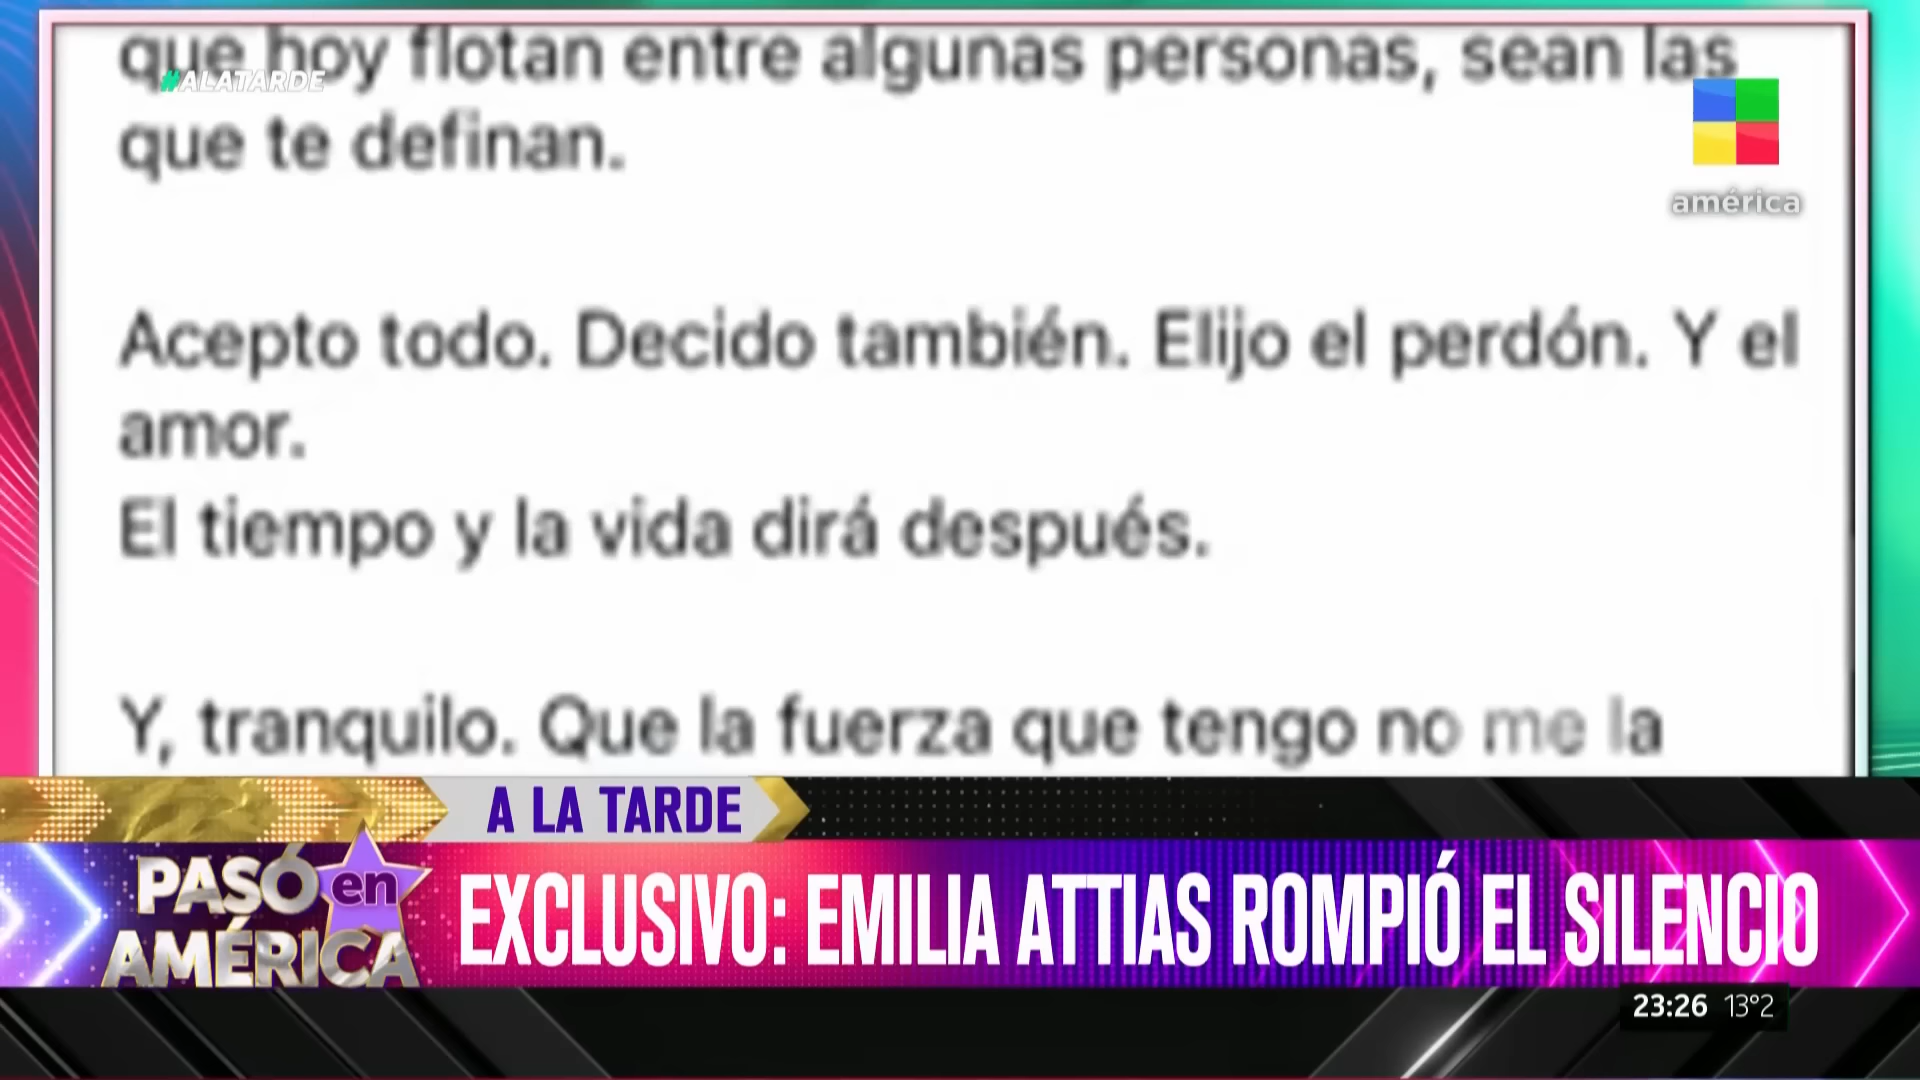 que hoy flotan entre algunas personas, sean las
#ALATARDE
que te definan.
américa
Acepto todo. Decido también. Elijo el perdón. Y el
amor.
El tiempo y la vida dirá después.
Y, tranquilo. Que la fuerza que tengo no me la
A LA TARDE
PASÓ en
AMÉRICA
EXCLUSIVO: EMILIA ATTIAS ROMPIÓ EL SILENCIO
23:26 13°2